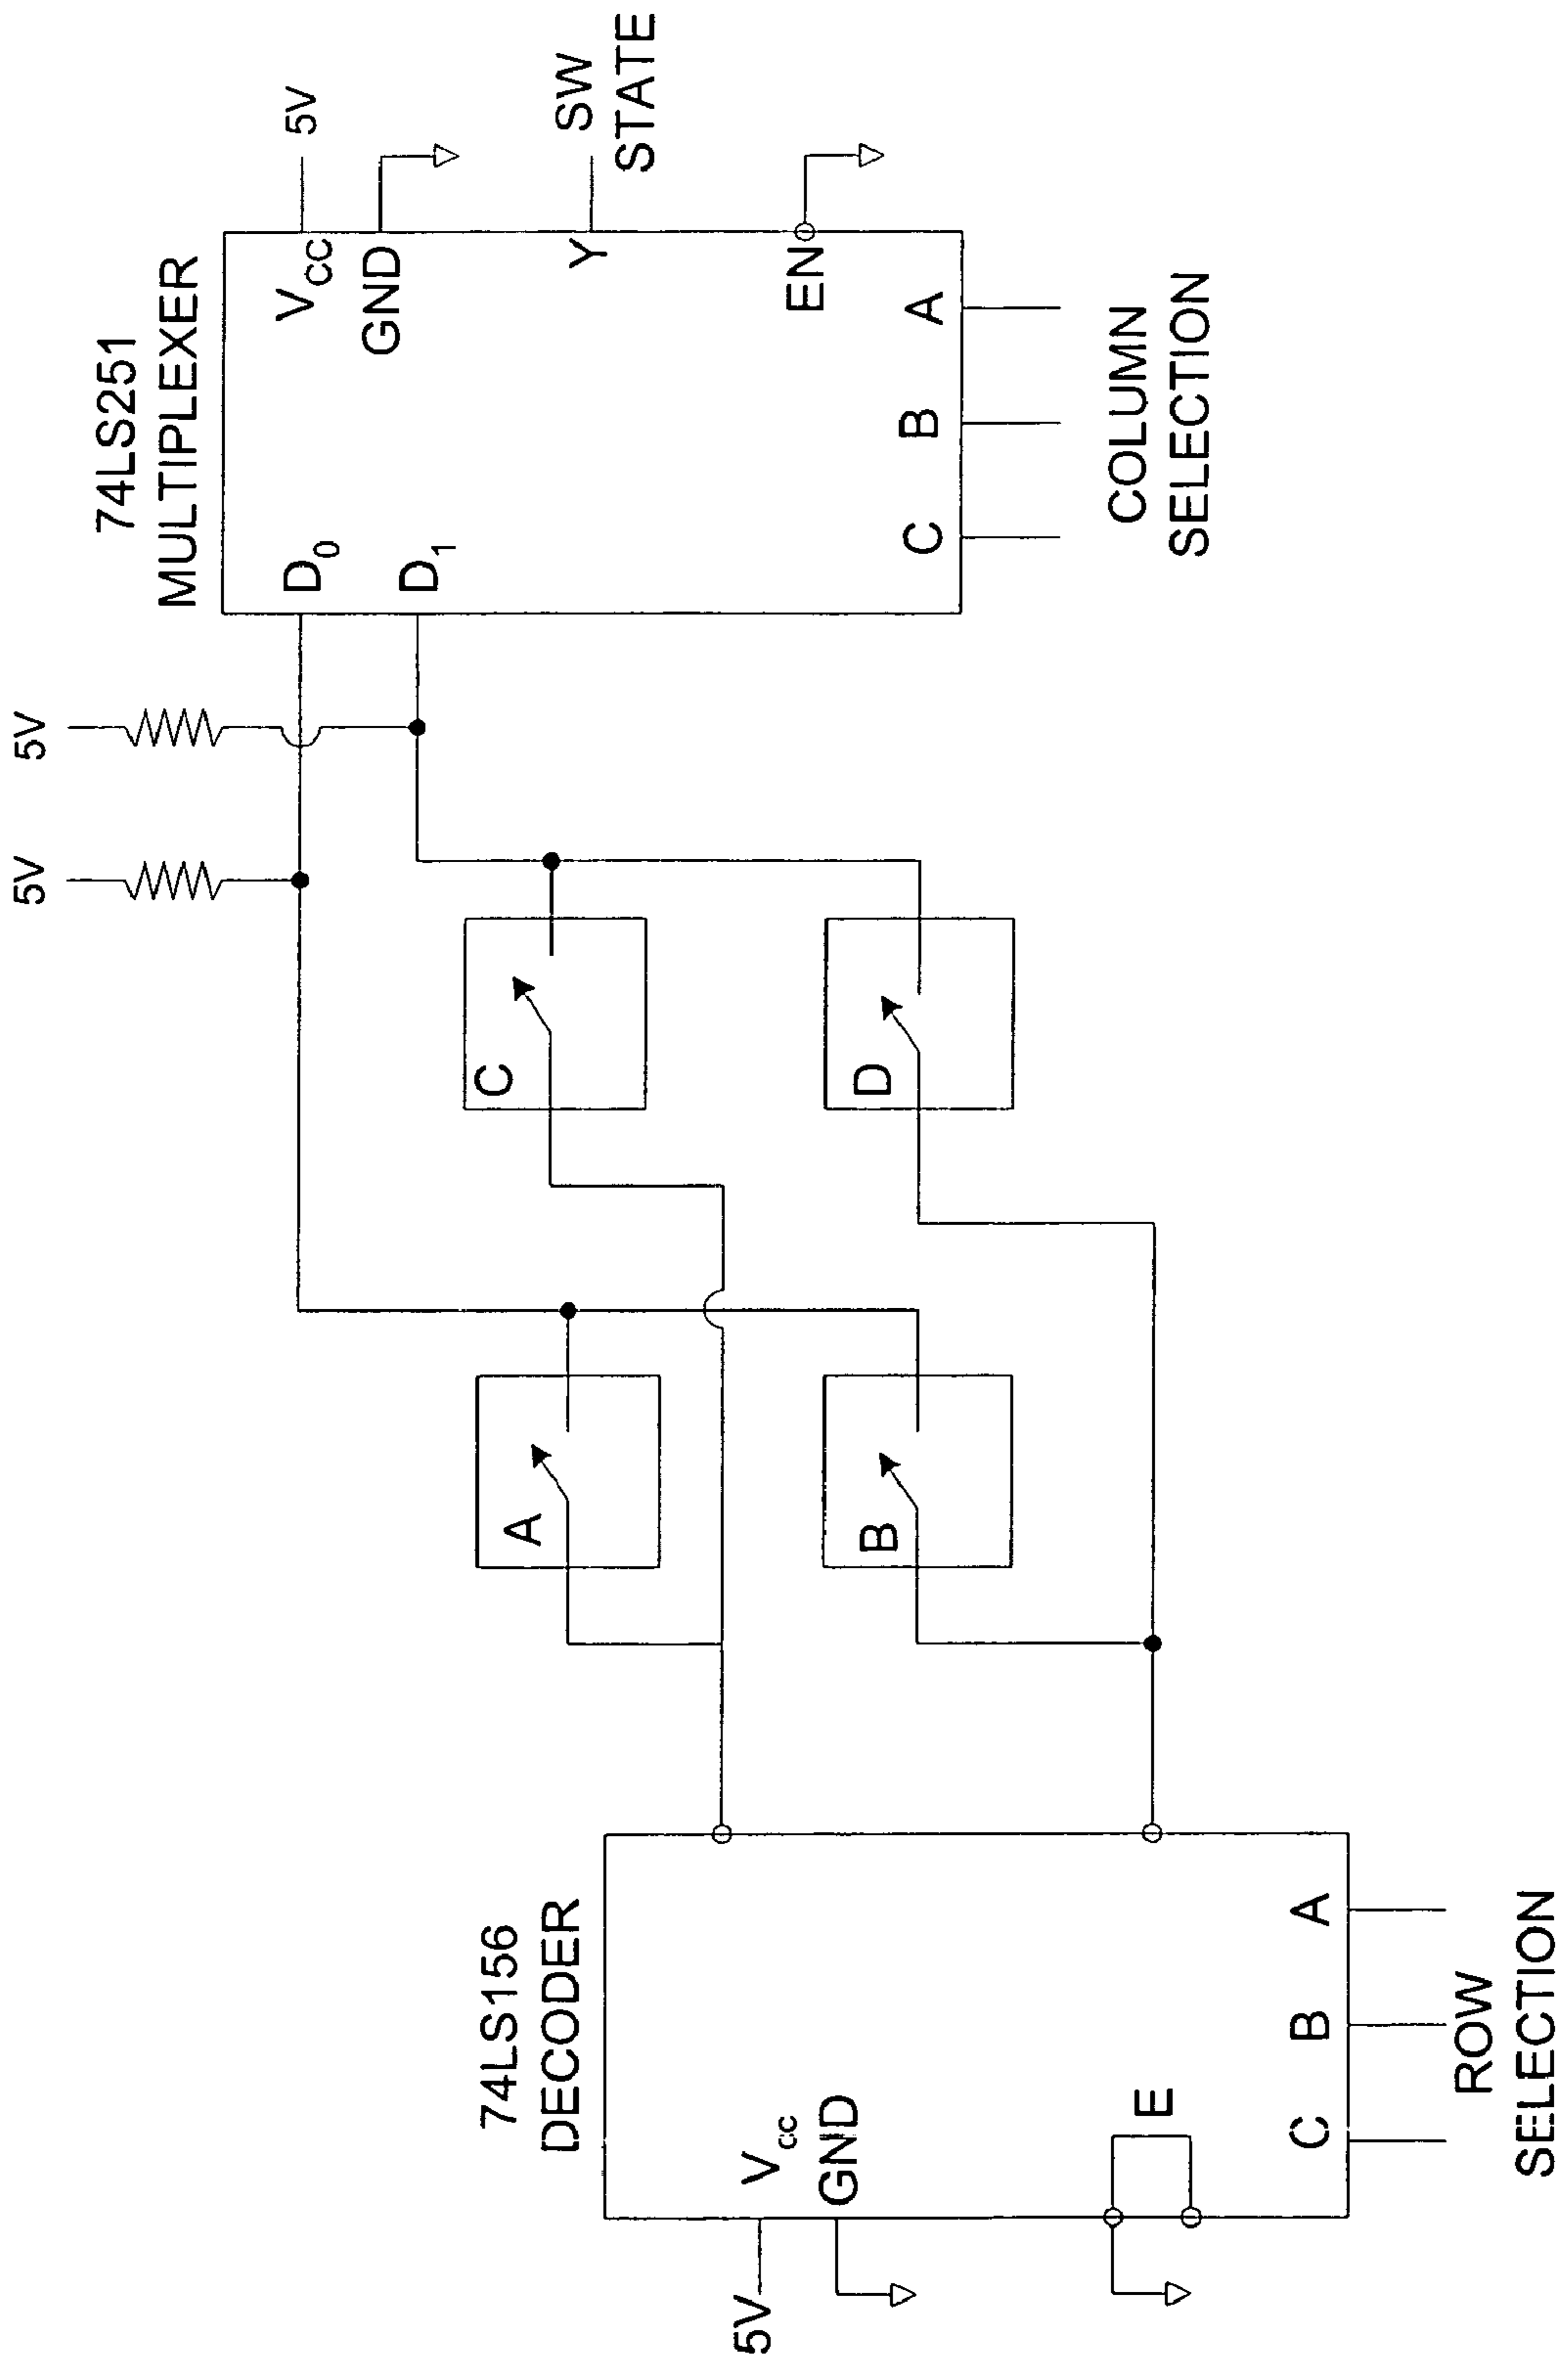 74LS156
DECODER
5V
Vcc
GND
E
C
B
A
ROW
SELECTION
A
B
C
D
5V
5V
74LS251
MULTIPLEXER
D0
D1
VCC
GND
Y
EN
5V
SW
STATE
C
B
A
COLUMN
SELECTION